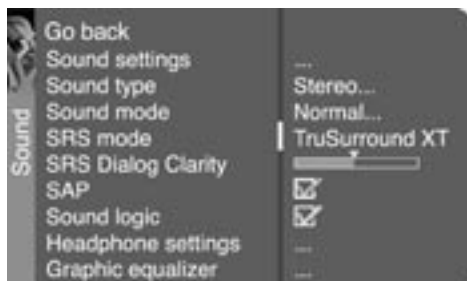 Sound
Go back
Sound settings ...
Sound type Stereo...
Sound mode Normal...
SRS mode TruSurround XT
SRS Dialog Clarity
SAP
Sound logic
Headphone settings ...
Graphic equalizer ...